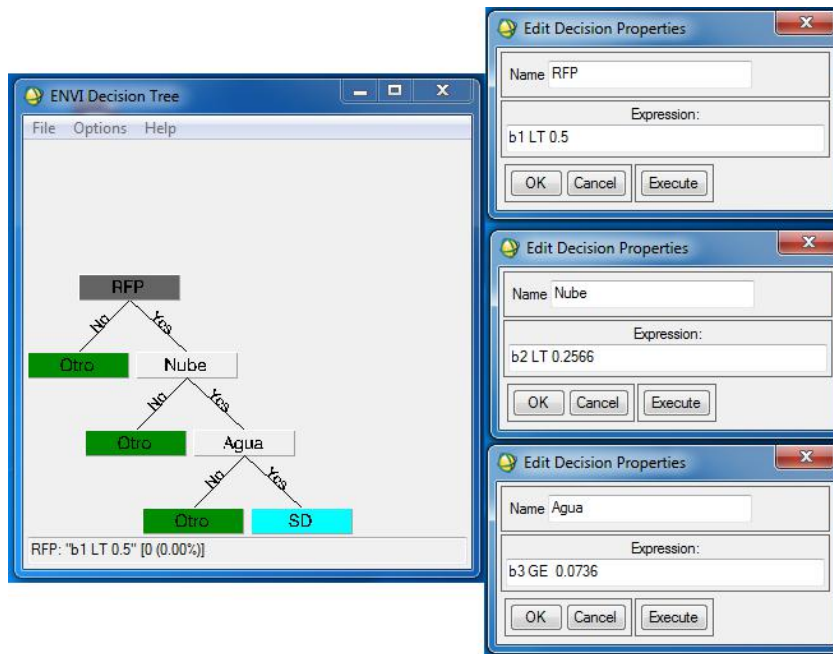 ENVI Decision Tree
File Options Help
RFP
No Yes
Otro Nube
No Yes
Otro Agua
No Yes
Otro SD
RFP: "b1 LT 0.5" [0 (0.00%)]
Edit Decision Properties
Name RFP
Expression:
b1 LT 0.5
OK Cancel Execute
Edit Decision Properties
Name Nube
Expression:
b2 LT 0.2566
OK Cancel Execute
Edit Decision Properties
Name Agua
Expression:
b3 GE 0.0736
OK Cancel Execute